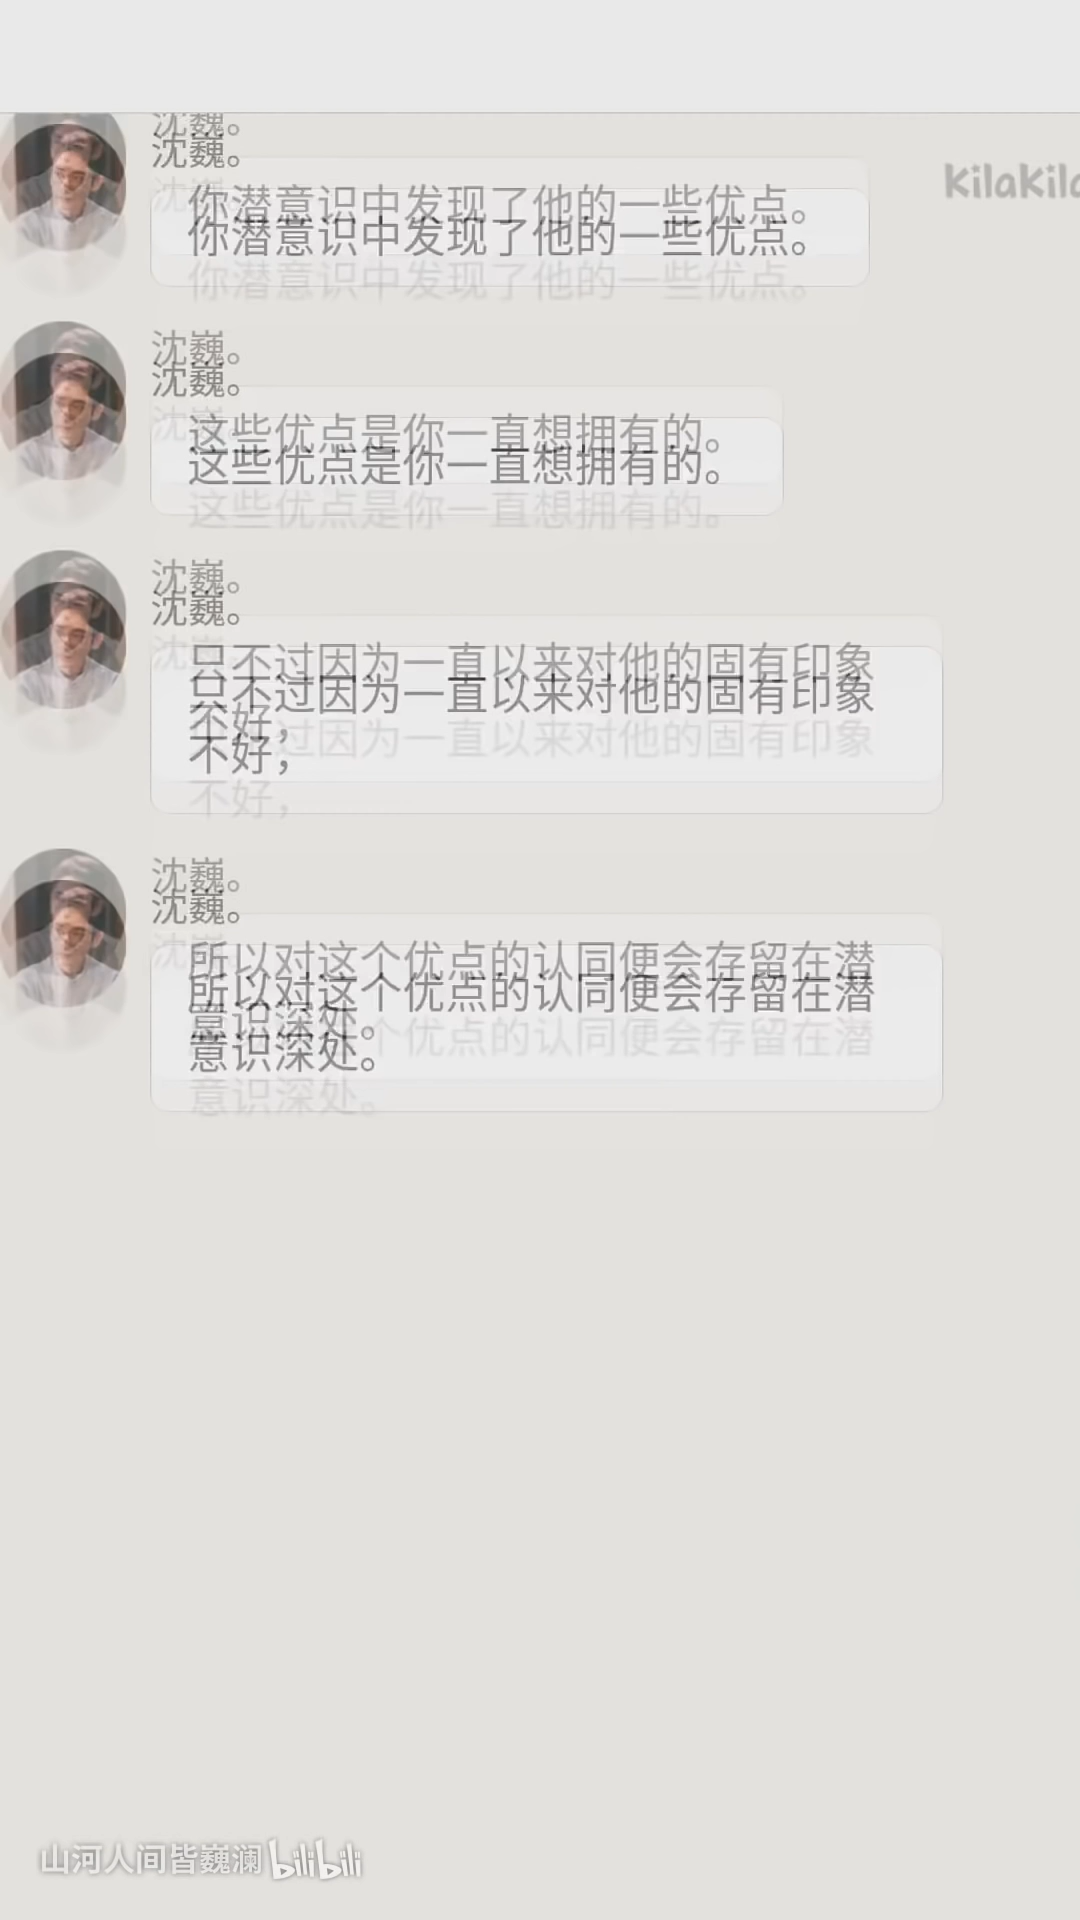 沈巍。
KilaKila
你潜意识中发现了他的一些优点。
沈巍。
这些优点是你一直想拥有的。
沈巍。
只不过因为一直以来对他的固有印象
不好，
沈巍。
所以对这个优点的认同便会存留在潜
意识深处。
山河人间皆巍澜 bilibili